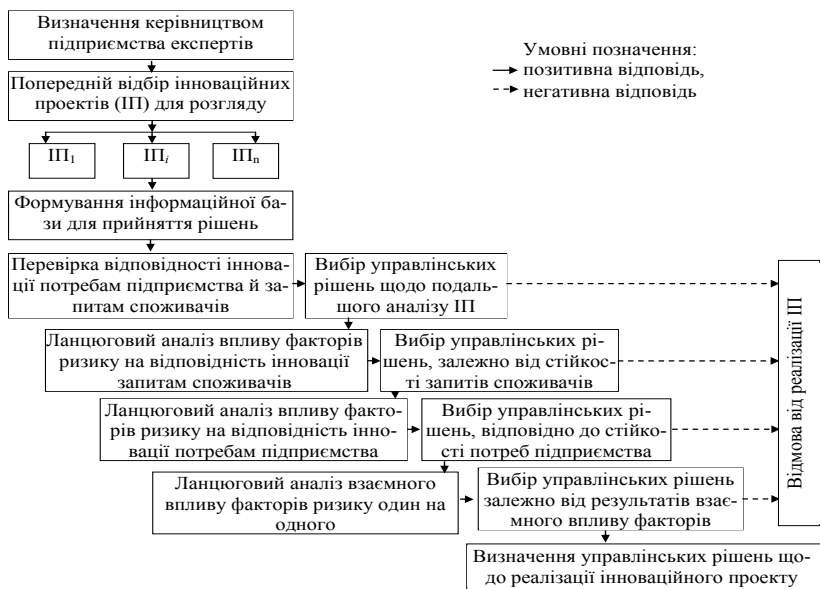 Визначення керівництвом
підприємства експертів
Умовні позначення:
позитивна відповідь,
негативна відповідь
Попередній відбір інноваційних
проектів (ІП) для розгляду
ІП1
ІПi
ІПn
Формування інформаційної ба-
зи для прийняття рішень
Перевірка відповідності іннова-
ції потребам підприємства й за-
питам споживачів
Вибір управлінських
рішень щодо подаль-
шого аналізу ІП
Ланцюговий аналіз впливу факторів
ризику на відповідність інновації
запитам споживачів
Вибір управлінських рі-
шень, залежно від стійкос-
ті запитів споживачів
Ланцюговий аналіз впливу факто-
рів ризику на відповідність інно-
вації потребам підприємства
Вибір управлінських рі-
шень, відповідно до стійко-
сті потреб підприємства
Ланцюговий аналіз взаємного
впливу факторів ризику один на
одного
Вибір управлінських рішень
залежно від результатів взає-
много впливу факторів
Визначення управлінських рішень що-
до реалізації інноваційного проекту
Відмова від реалізації ІП